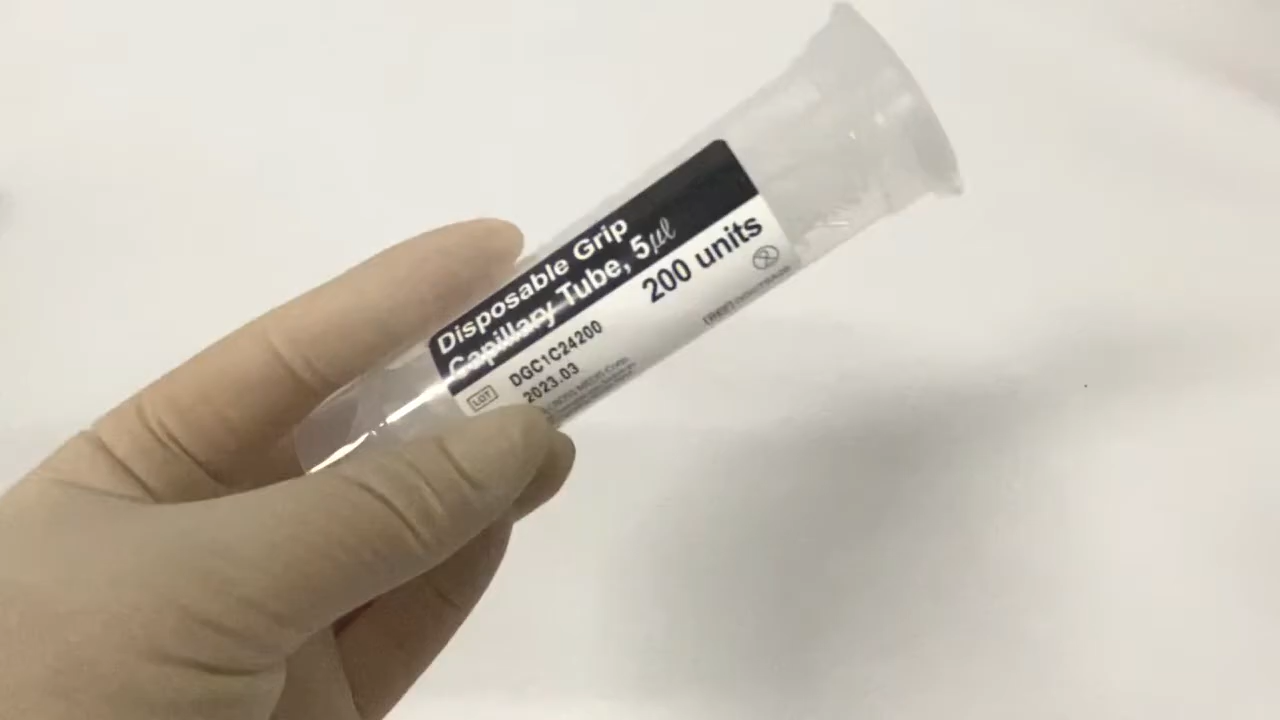 Disposable Grip
Capillary Tube, 5㎕
200 units
LOT DGC1C24200
2023.03